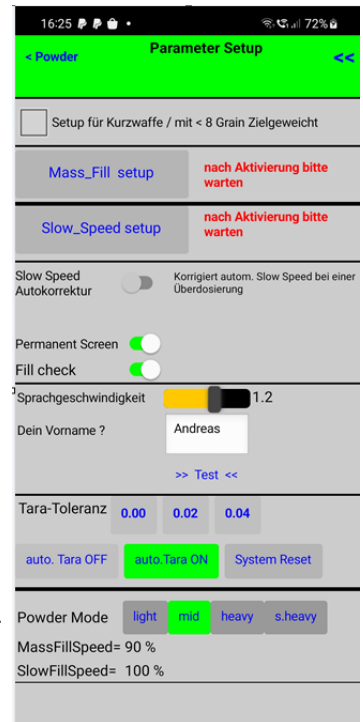 16:25 72%
Parameter Setup
< Powder <<
Setup für Kurzwaffe / mit < 8 Grain Zielgeweicht
Mass_Fill setup
nach Aktivierung bitte
warten
Slow_Speed setup
nach Aktivierung bitte
warten
Slow Speed
Autokorrektur
Korrigiert autom. Slow Speed bei einer
Überdosierung
Permanent Screen
Fill check
Sprachgeschwindigkeit 1.2
Dein Vorname ? Andreas
>> Test <<
Tara-Toleranz 0.00 0.02 0.04
auto. Tara OFF auto.Tara ON System Reset
Powder Mode light mid heavy s.heavy
MassFillSpeed= 90 %
SlowFillSpeed= 100 %